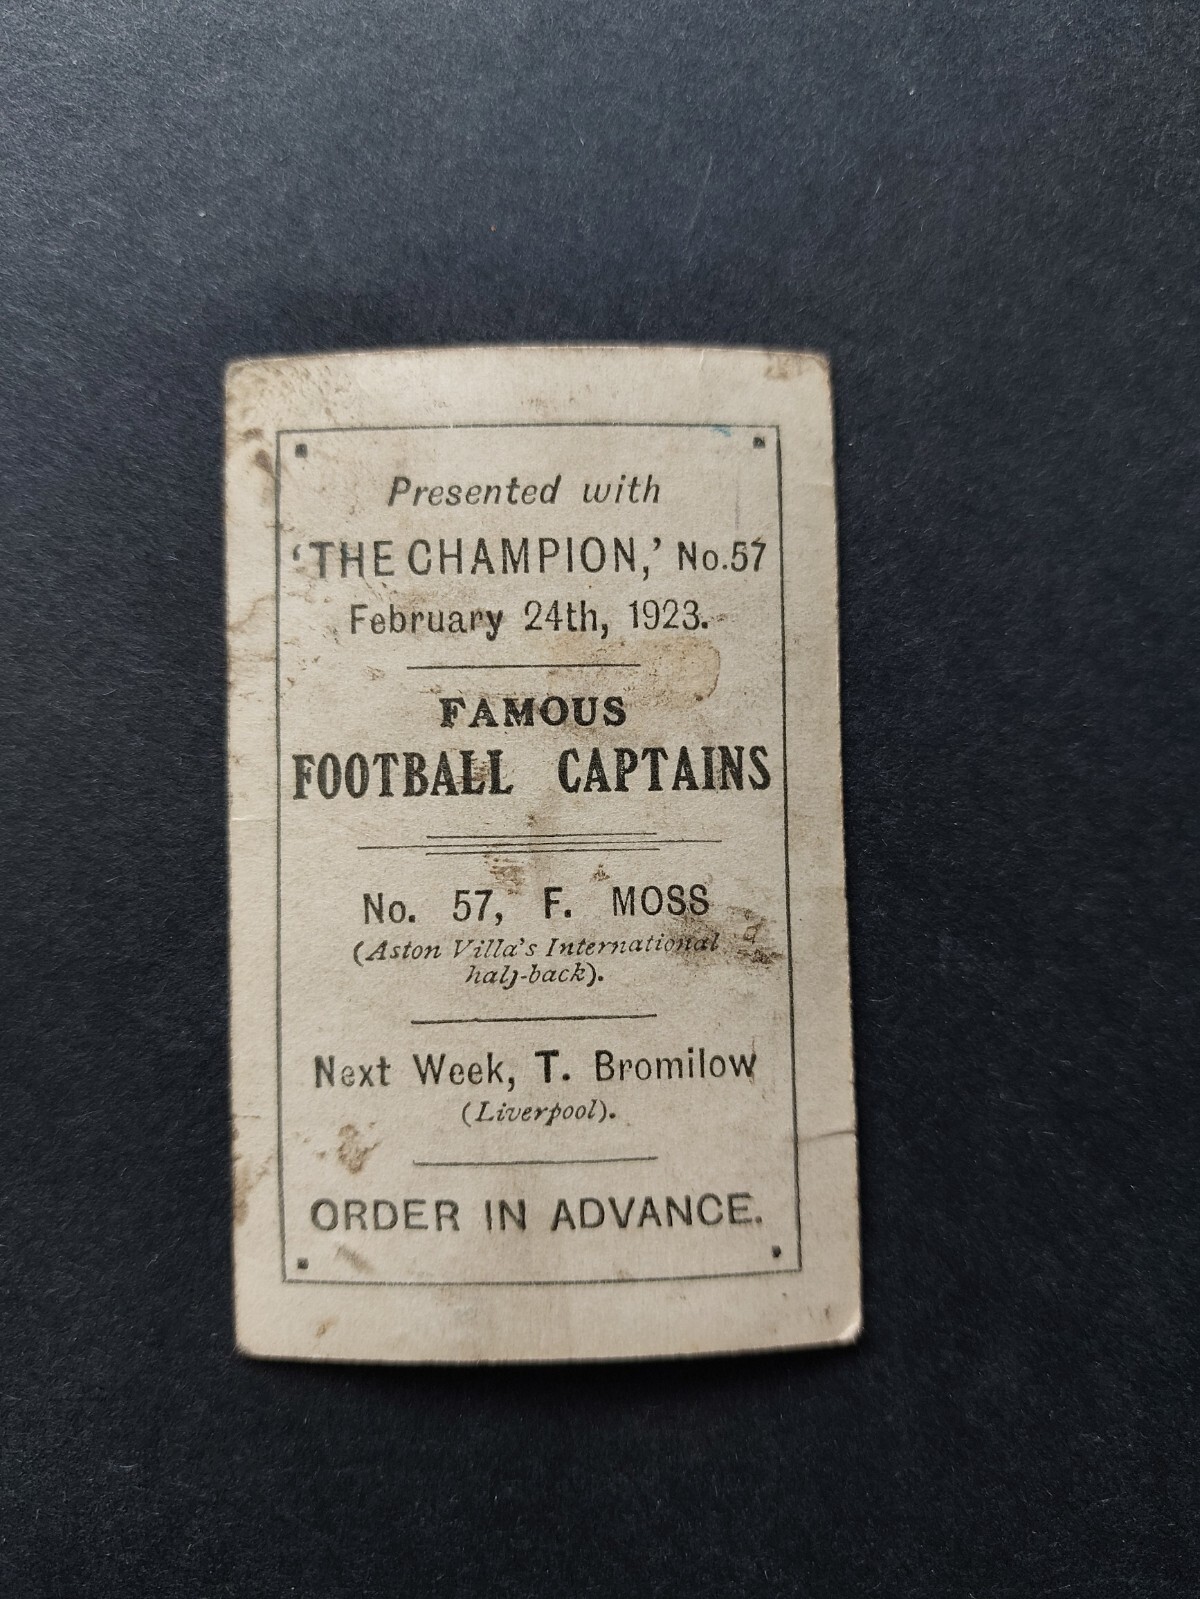 Presented with
'THE CHAMPION,' No.57
February 24th, 1923.
FAMOUS
FOOTBALL CAPTAINS
No. 57, F. MOSS
(Aston Villa's International
half-back).
Next Week, T. Bromilow
(Liverpool).
ORDER IN ADVANCE.